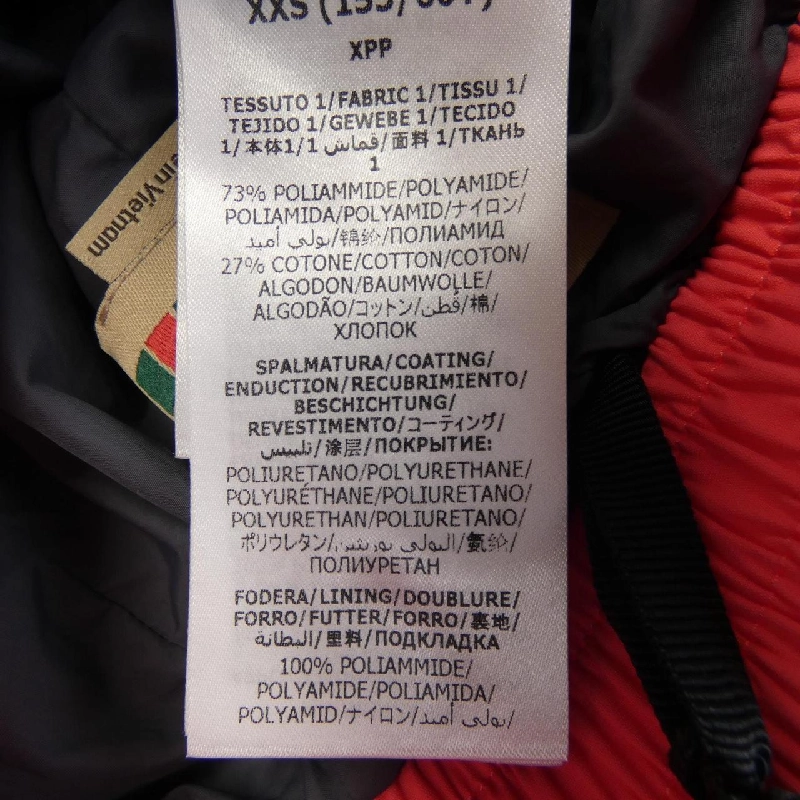 XXS
XPP
TESSUTO 1/FABRIC 1/TISSU 1/
TEJIDO 1/GEWEBE 1/TECIDO
1/本体1/1 قماش/面料 1/ТКАНЬ
1
73% POLIAMMIDE/POLYAMIDE/
POLIAMIDA/POLYAMID/ナイロン/
بولي أميد/锦纶/ПОЛИАМИД
27% COTONE/COTTON/COTON/
ALGODON/BAUMWOLLE/
ALGODÃO/コットン/قطن/棉/
ХЛОПОК
SPALMATURA/COATING/
ENDUCTION/RECUBRIMIENTO/
BESCHICHTUNG/
REVESTIMENTO/コーティング/
تلبيس/涂层/ПОКРЫТИЕ:
POLIURETANO/POLYURETHANE/
POLYURÉTHANE/POLIURETANO/
POLYURETHAN/POLIURETANO/
ポリウレタン/البولي/氨纶/
ПОЛИУРЕТАН
FODERA/LINING/DOUBLURE/
FORRO/FUTTER/FORRO/裏地/
البطانة/里料/ПОДКЛАДКА
100% POLIAMMIDE/
POLYAMIDE/POLIAMIDA/
POLYAMID/ナイロン/بولي أميد/
in Vietnam